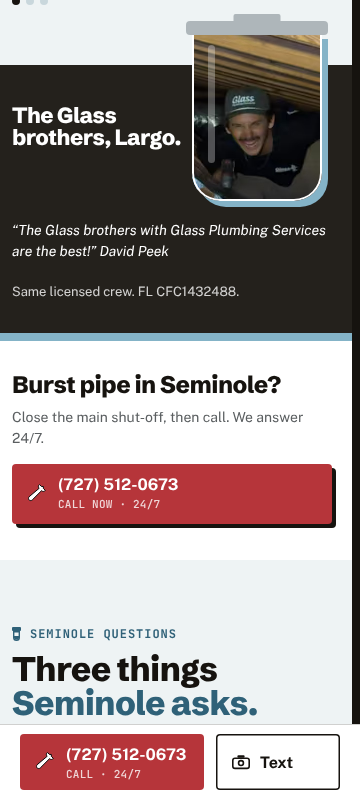 The Glass
brothers, Largo.
Glass
“The Glass brothers with Glass Plumbing Services
are the best!” David Peek
Same licensed crew. FL CFC1432488.
Burst pipe in Seminole?
Close the main shut-off, then call. We answer
24/7.
(727) 512-0673
CALL NOW · 24/7
SEMINOLE QUESTIONS
Three things
Seminole asks.
(727) 512-0673
CALL · 24/7
Text